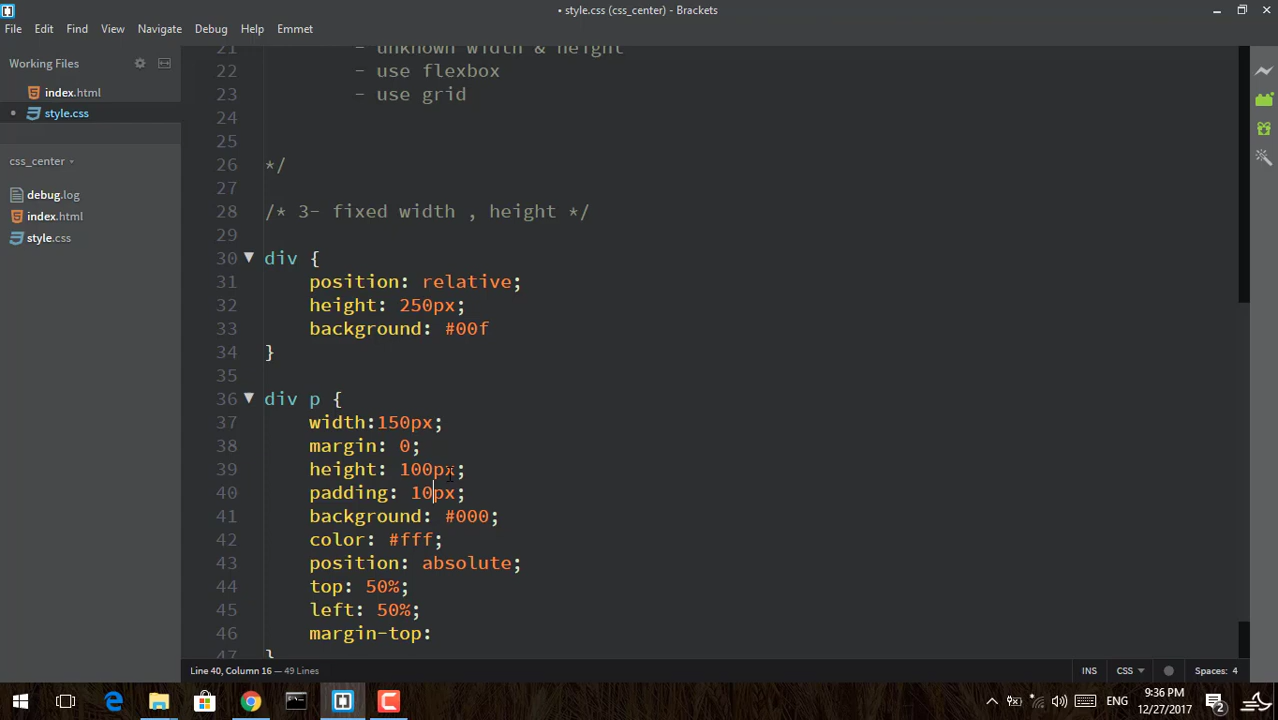 • style.css (css_center) - Brackets
File Edit Find View Navigate Debug Help Emmet
Working Files
index.html
• style.css
css_center
debug.log
index.html
style.css
21 - unknown width & height
22 - use flexbox
23 - use grid
24
25
26 */
27
28 /* 3- fixed width , height */
29
30 div {
31 position: relative;
32 height: 250px;
33 background: #00f
34 }
35
36 div p {
37 width:150px;
38 margin: 0;
39 height: 100px;
40 padding: 10px;
41 background: #000;
42 color: #fff;
43 position: absolute;
44 top: 50%;
45 left: 50%;
46 margin-top:
47 }
Line 40, Column 16 — 49 Lines
INS CSS Spaces: 4
ENG 9:36 PM
12/27/2017 2